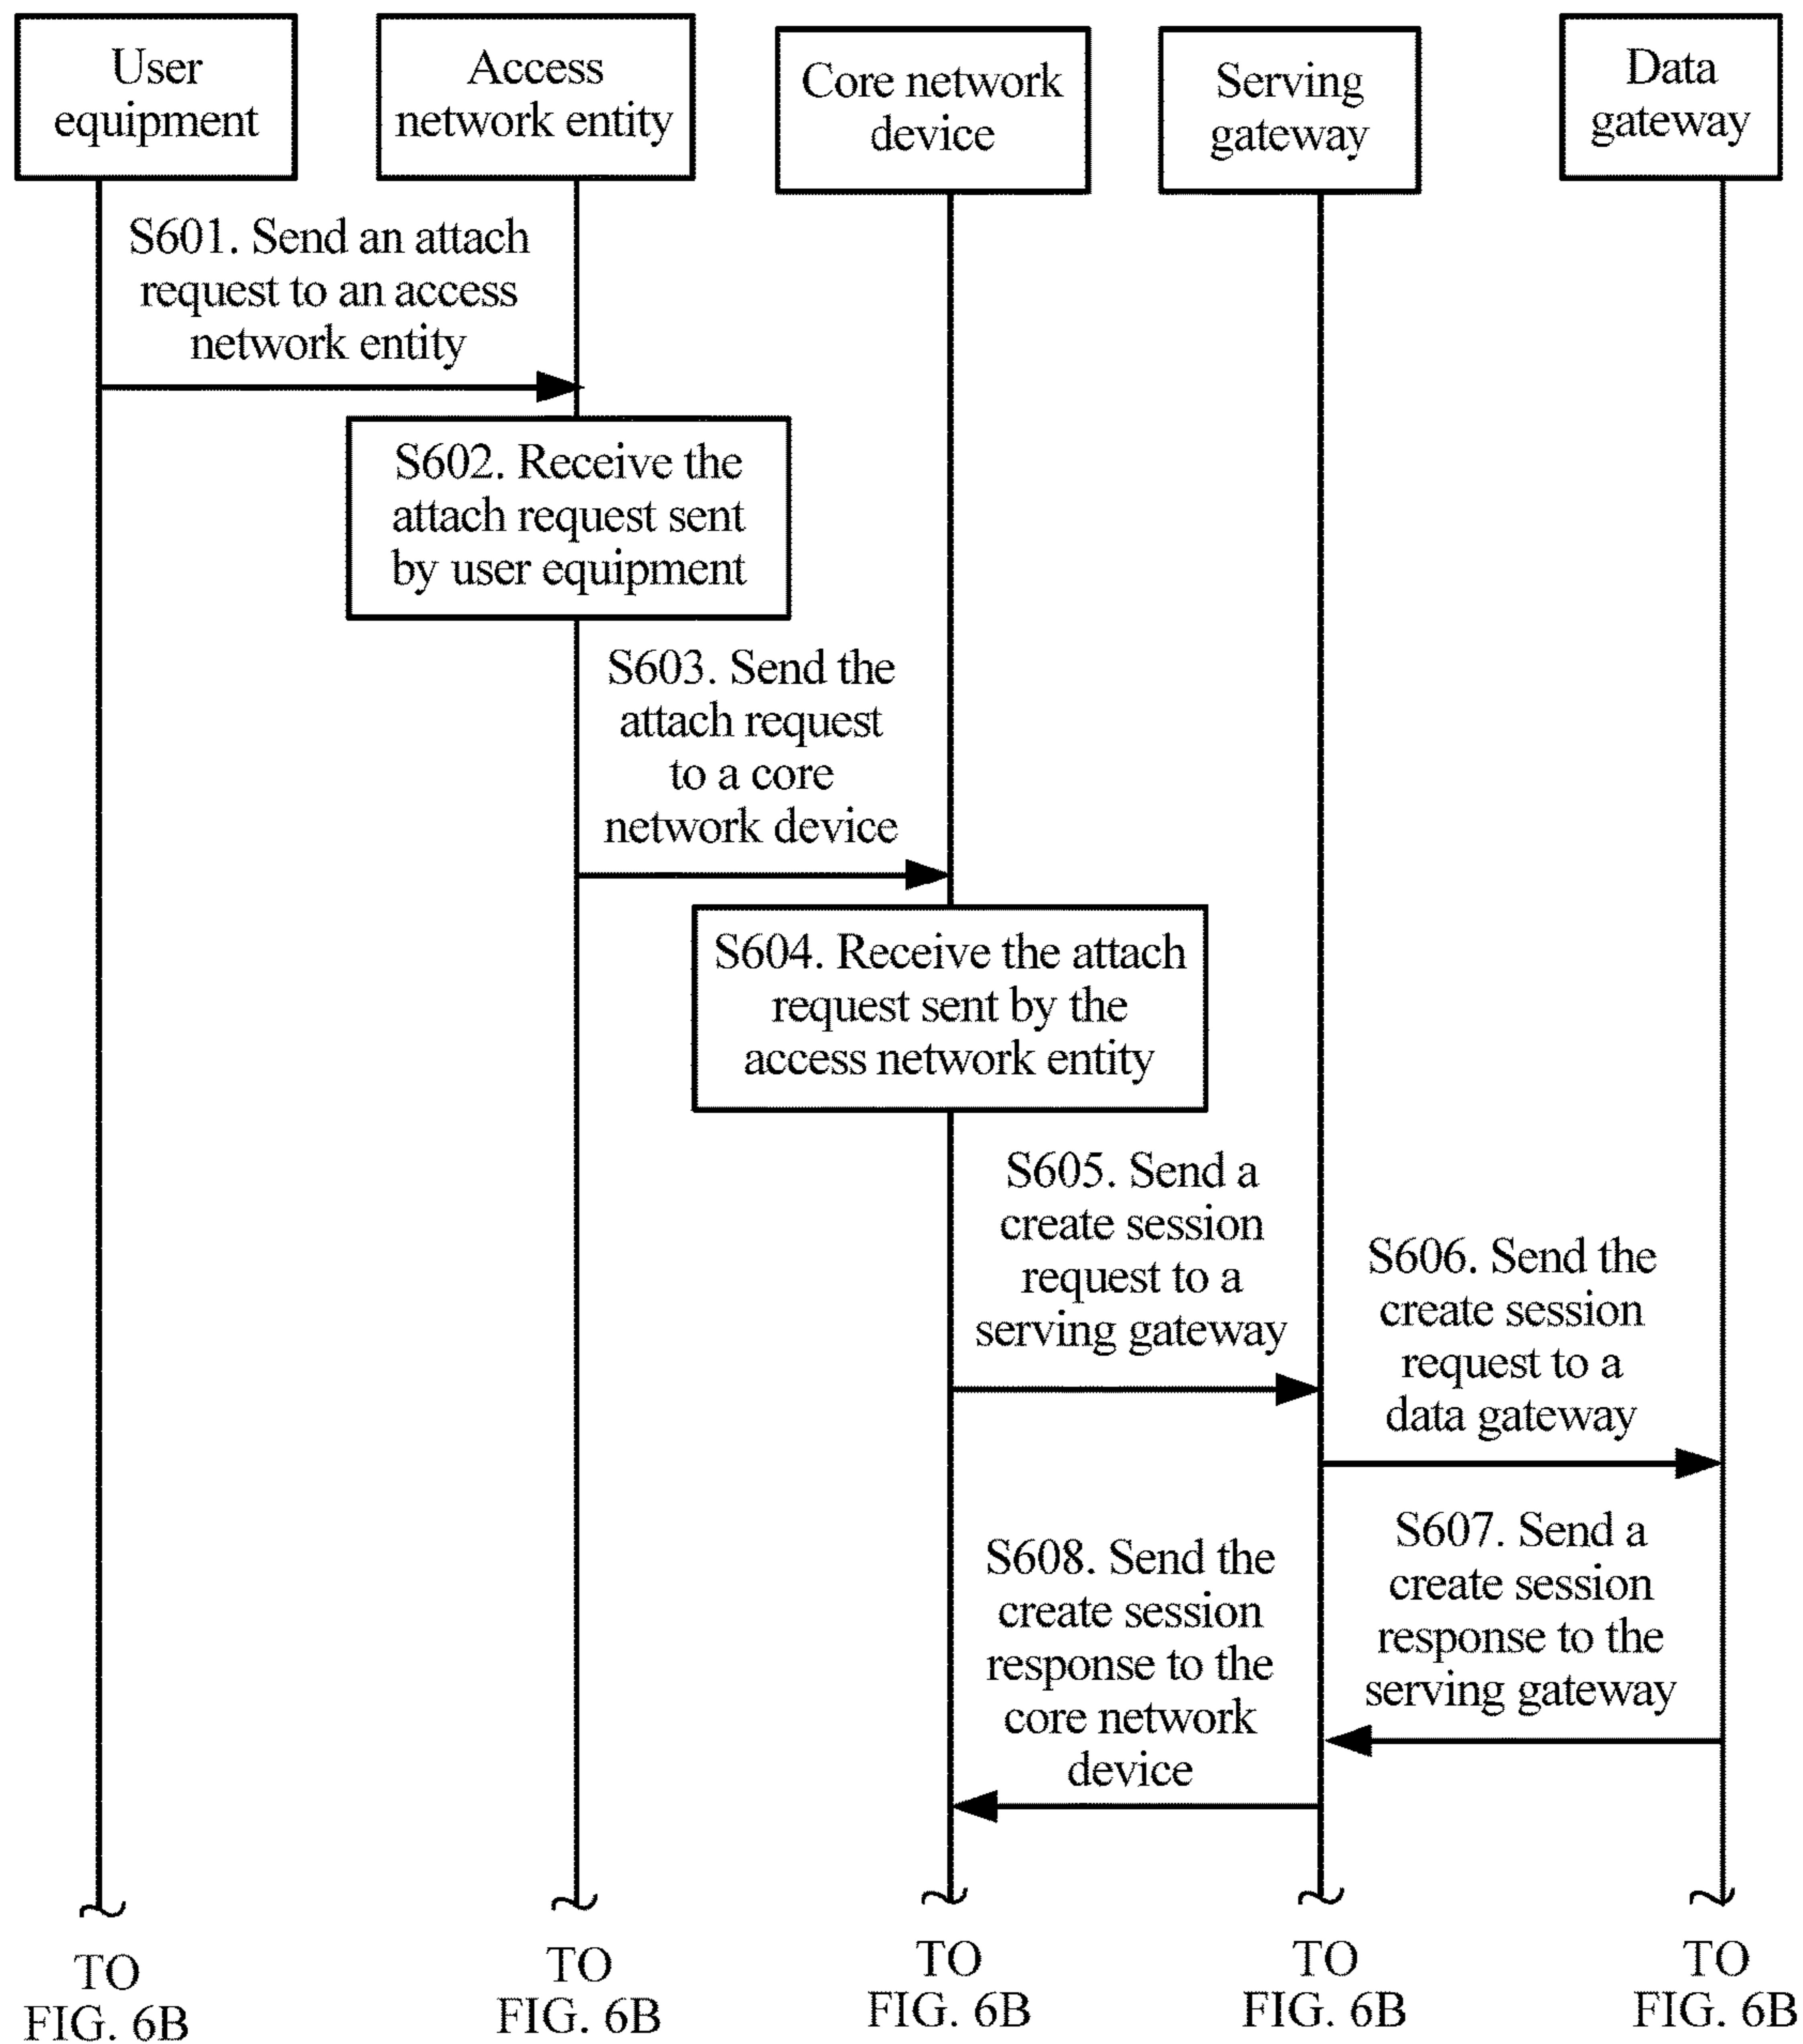 User
equipment
Access
network entity
Core network
device
Serving
gateway
Data
gateway
S601. Send an attach
request to an access
network entity
S602. Receive the
attach request sent
by user equipment
S603. Send the
attach request
to a core
network device
S604. Receive the attach
request sent by the
access network entity
S605. Send a
create session
request to a
serving gateway
S606. Send the
create session
request to a
data gateway
S607. Send a
create session
response to the
serving gateway
S608. Send the
create session
response to the
core network
device
TO
FIG. 6B
TO
FIG. 6B
TO
FIG. 6B
TO
FIG. 6B
TO
FIG. 6B